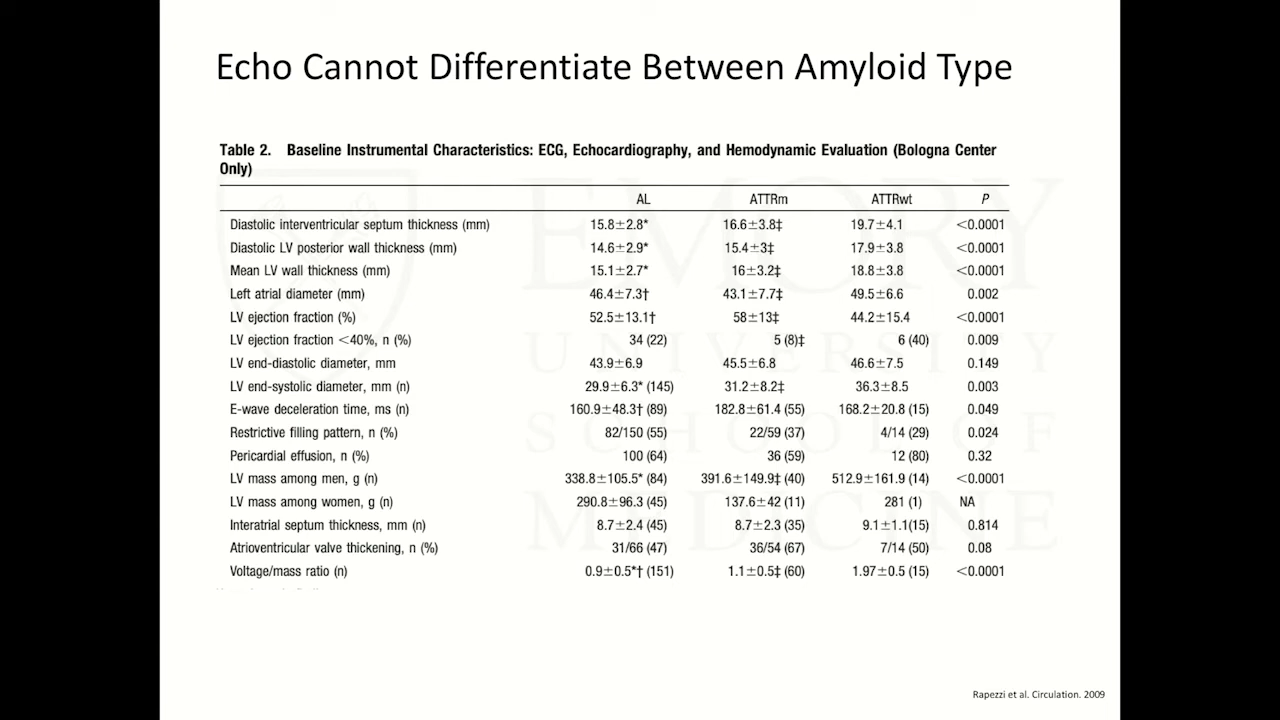 Echo Cannot Differentiate Between Amyloid Type
Table 2. Baseline Instrumental Characteristics: ECG, Echocardiography, and Hemodynamic Evaluation (Bologna Center
Only)
AL ATTRm ATTRwt P
Diastolic interventricular septum thickness (mm) 15.8±2.8* 16.6±3.8‡ 19.7±4.1 <0.0001
Diastolic LV posterior wall thickness (mm) 14.6±2.9* 15.4±3‡ 17.9±3.8 <0.0001
Mean LV wall thickness (mm) 15.1±2.7* 16±3.2‡ 18.8±3.8 <0.0001
Left atrial diameter (mm) 46.4±7.3† 43.1±7.7‡ 49.5±6.6 0.002
LV ejection fraction (%) 52.5±13.1† 58±13‡ 44.2±15.4 <0.0001
LV ejection fraction <40%, n (%) 34 (22) 5 (8)‡ 6 (40) 0.009
LV end-diastolic diameter, mm 43.9±6.9 45.5±6.8 46.6±7.5 0.149
LV end-systolic diameter, mm (n) 29.9±6.3* (145) 31.2±8.2‡ 36.3±8.5 0.003
E-wave deceleration time, ms (n) 160.9±48.3† (89) 182.8±61.4 (55) 168.2±20.8 (15) 0.049
Restrictive filling pattern, n (%) 82/150 (55) 22/59 (37) 4/14 (29) 0.024
Pericardial effusion, n (%) 100 (64) 36 (59) 12 (80) 0.32
LV mass among men, g (n) 338.8±105.5* (84) 391.6±149.9‡ (40) 512.9±161.9 (14) <0.0001
LV mass among women, g (n) 290.8±96.3 (45) 137.6±42 (11) 281 (1) NA
Interatrial septum thickness, mm (n) 8.7±2.4 (45) 8.7±2.3 (35) 9.1±1.1(15) 0.814
Atrioventricular valve thickening, n (%) 31/66 (47) 36/54 (67) 7/14 (50) 0.08
Voltage/mass ratio (n) 0.9±0.5*† (151) 1.1±0.5‡ (60) 1.97±0.5 (15) <0.0001
EMORY
UNIVERSITY
SCHOOL OF
MEDICINE
Rapezzi et al. Circulation. 2009